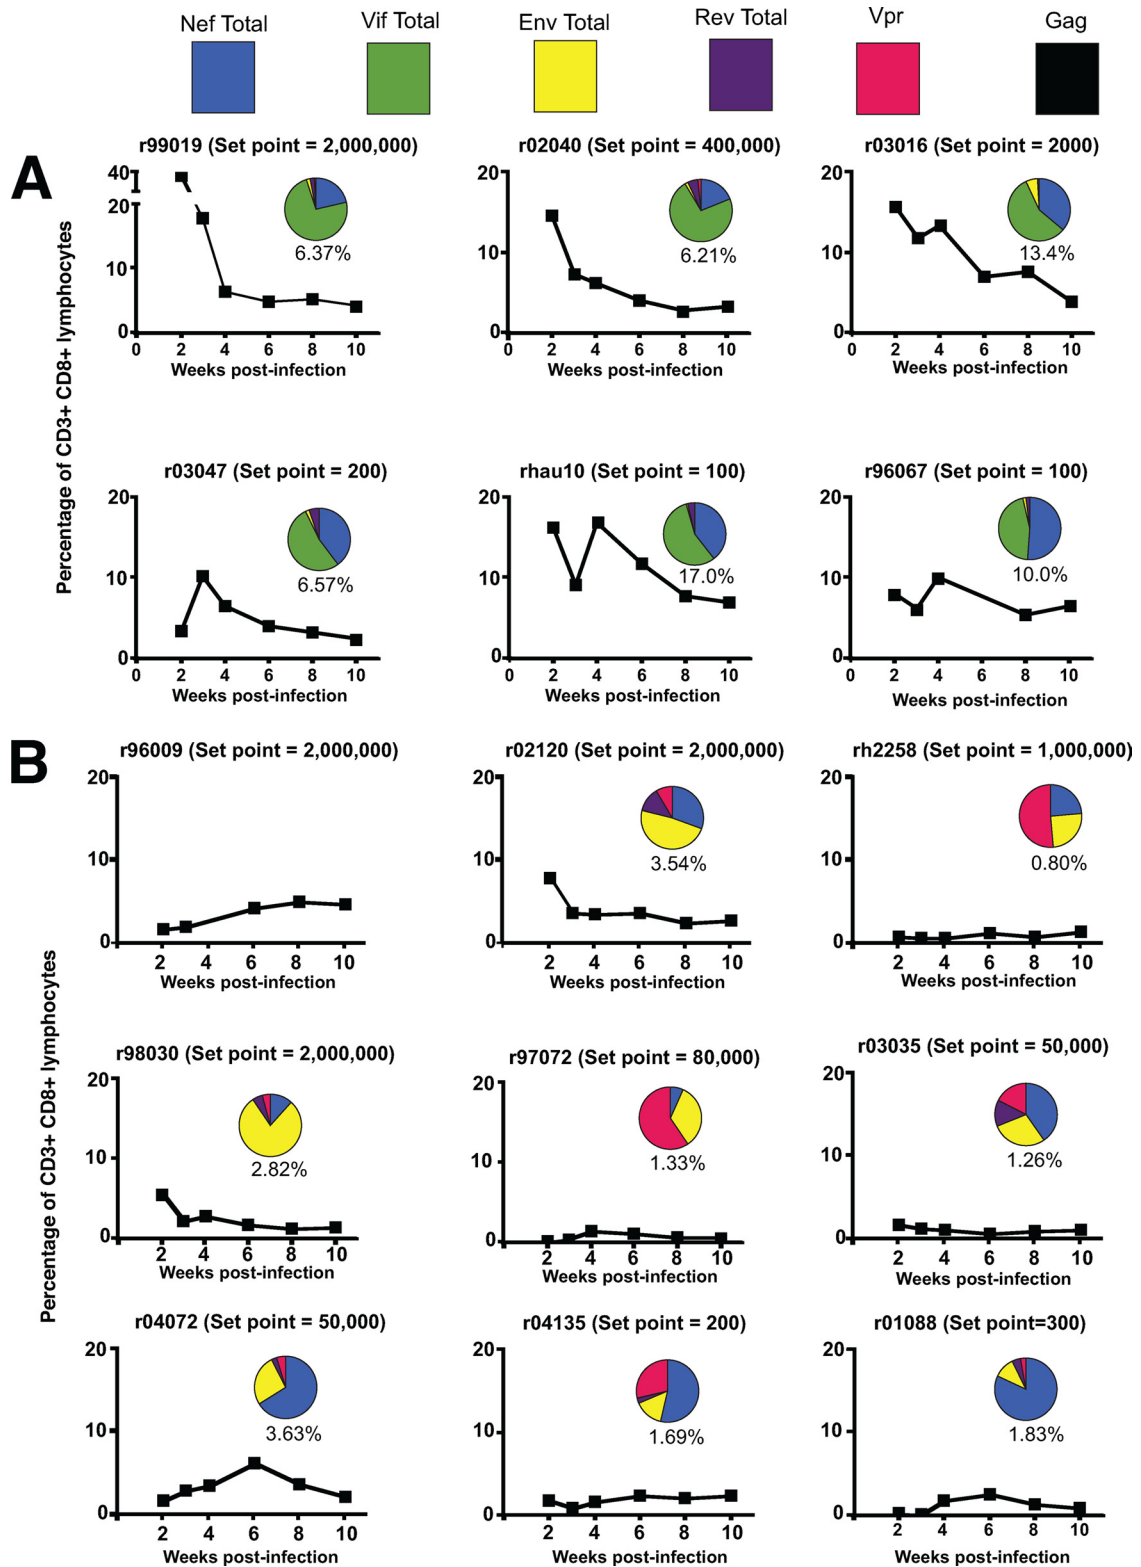 Nef Total Vif Total Env Total Rev Total Vpr Gag
A
r99019 (Set point = 2,000,000) r02040 (Set point = 400,000) r03016 (Set point = 2000)
40 20 10 0
6.37%
0 2 4 6 8 10
Weeks post-infection
20 10 0
6.21%
0 2 4 6 8 10
Weeks post-infection
20 10 0
13.4%
0 2 4 6 8 10
Weeks post-infection
Percentage of CD3+ CD8+ lymphocytes
r03047 (Set point = 200) rhau10 (Set point = 100) r96067 (Set point = 100)
20 10 0
6.57%
0 2 4 6 8 10
Weeks post-infection
20 10 0
17.0%
0 2 4 6 8 10
Weeks post-infection
20 10 0
10.0%
0 2 4 6 8 10
Weeks post-infection
B
r96009 (Set point = 2,000,000) r02120 (Set point = 2,000,000) rh2258 (Set point = 1,000,000)
20 10 0
2 4 6 8 10
Weeks post-infection
20 10 0
3.54%
2 4 6 8 10
Weeks post-infection
20 10 0
0.80%
2 4 6 8 10
Weeks post-infection
Percentage of CD3+ CD8+ lymphocytes
r98030 (Set point = 2,000,000) r97072 (Set point = 80,000) r03035 (Set point = 50,000)
20 10 0
2.82%
2 4 6 8 10
Weeks post-infection
20 10 0
1.33%
2 4 6 8 10
Weeks post-infection
20 10 0
1.26%
2 4 6 8 10
Weeks post-infection
r04072 (Set point = 50,000) r04135 (Set point = 200) r01088 (Set point=300)
20 10 0
3.63%
2 4 6 8 10
Weeks post-infection
20 10 0
1.69%
2 4 6 8 10
Weeks post-infection
20 10 0
1.83%
2 4 6 8 10
Weeks post-infection